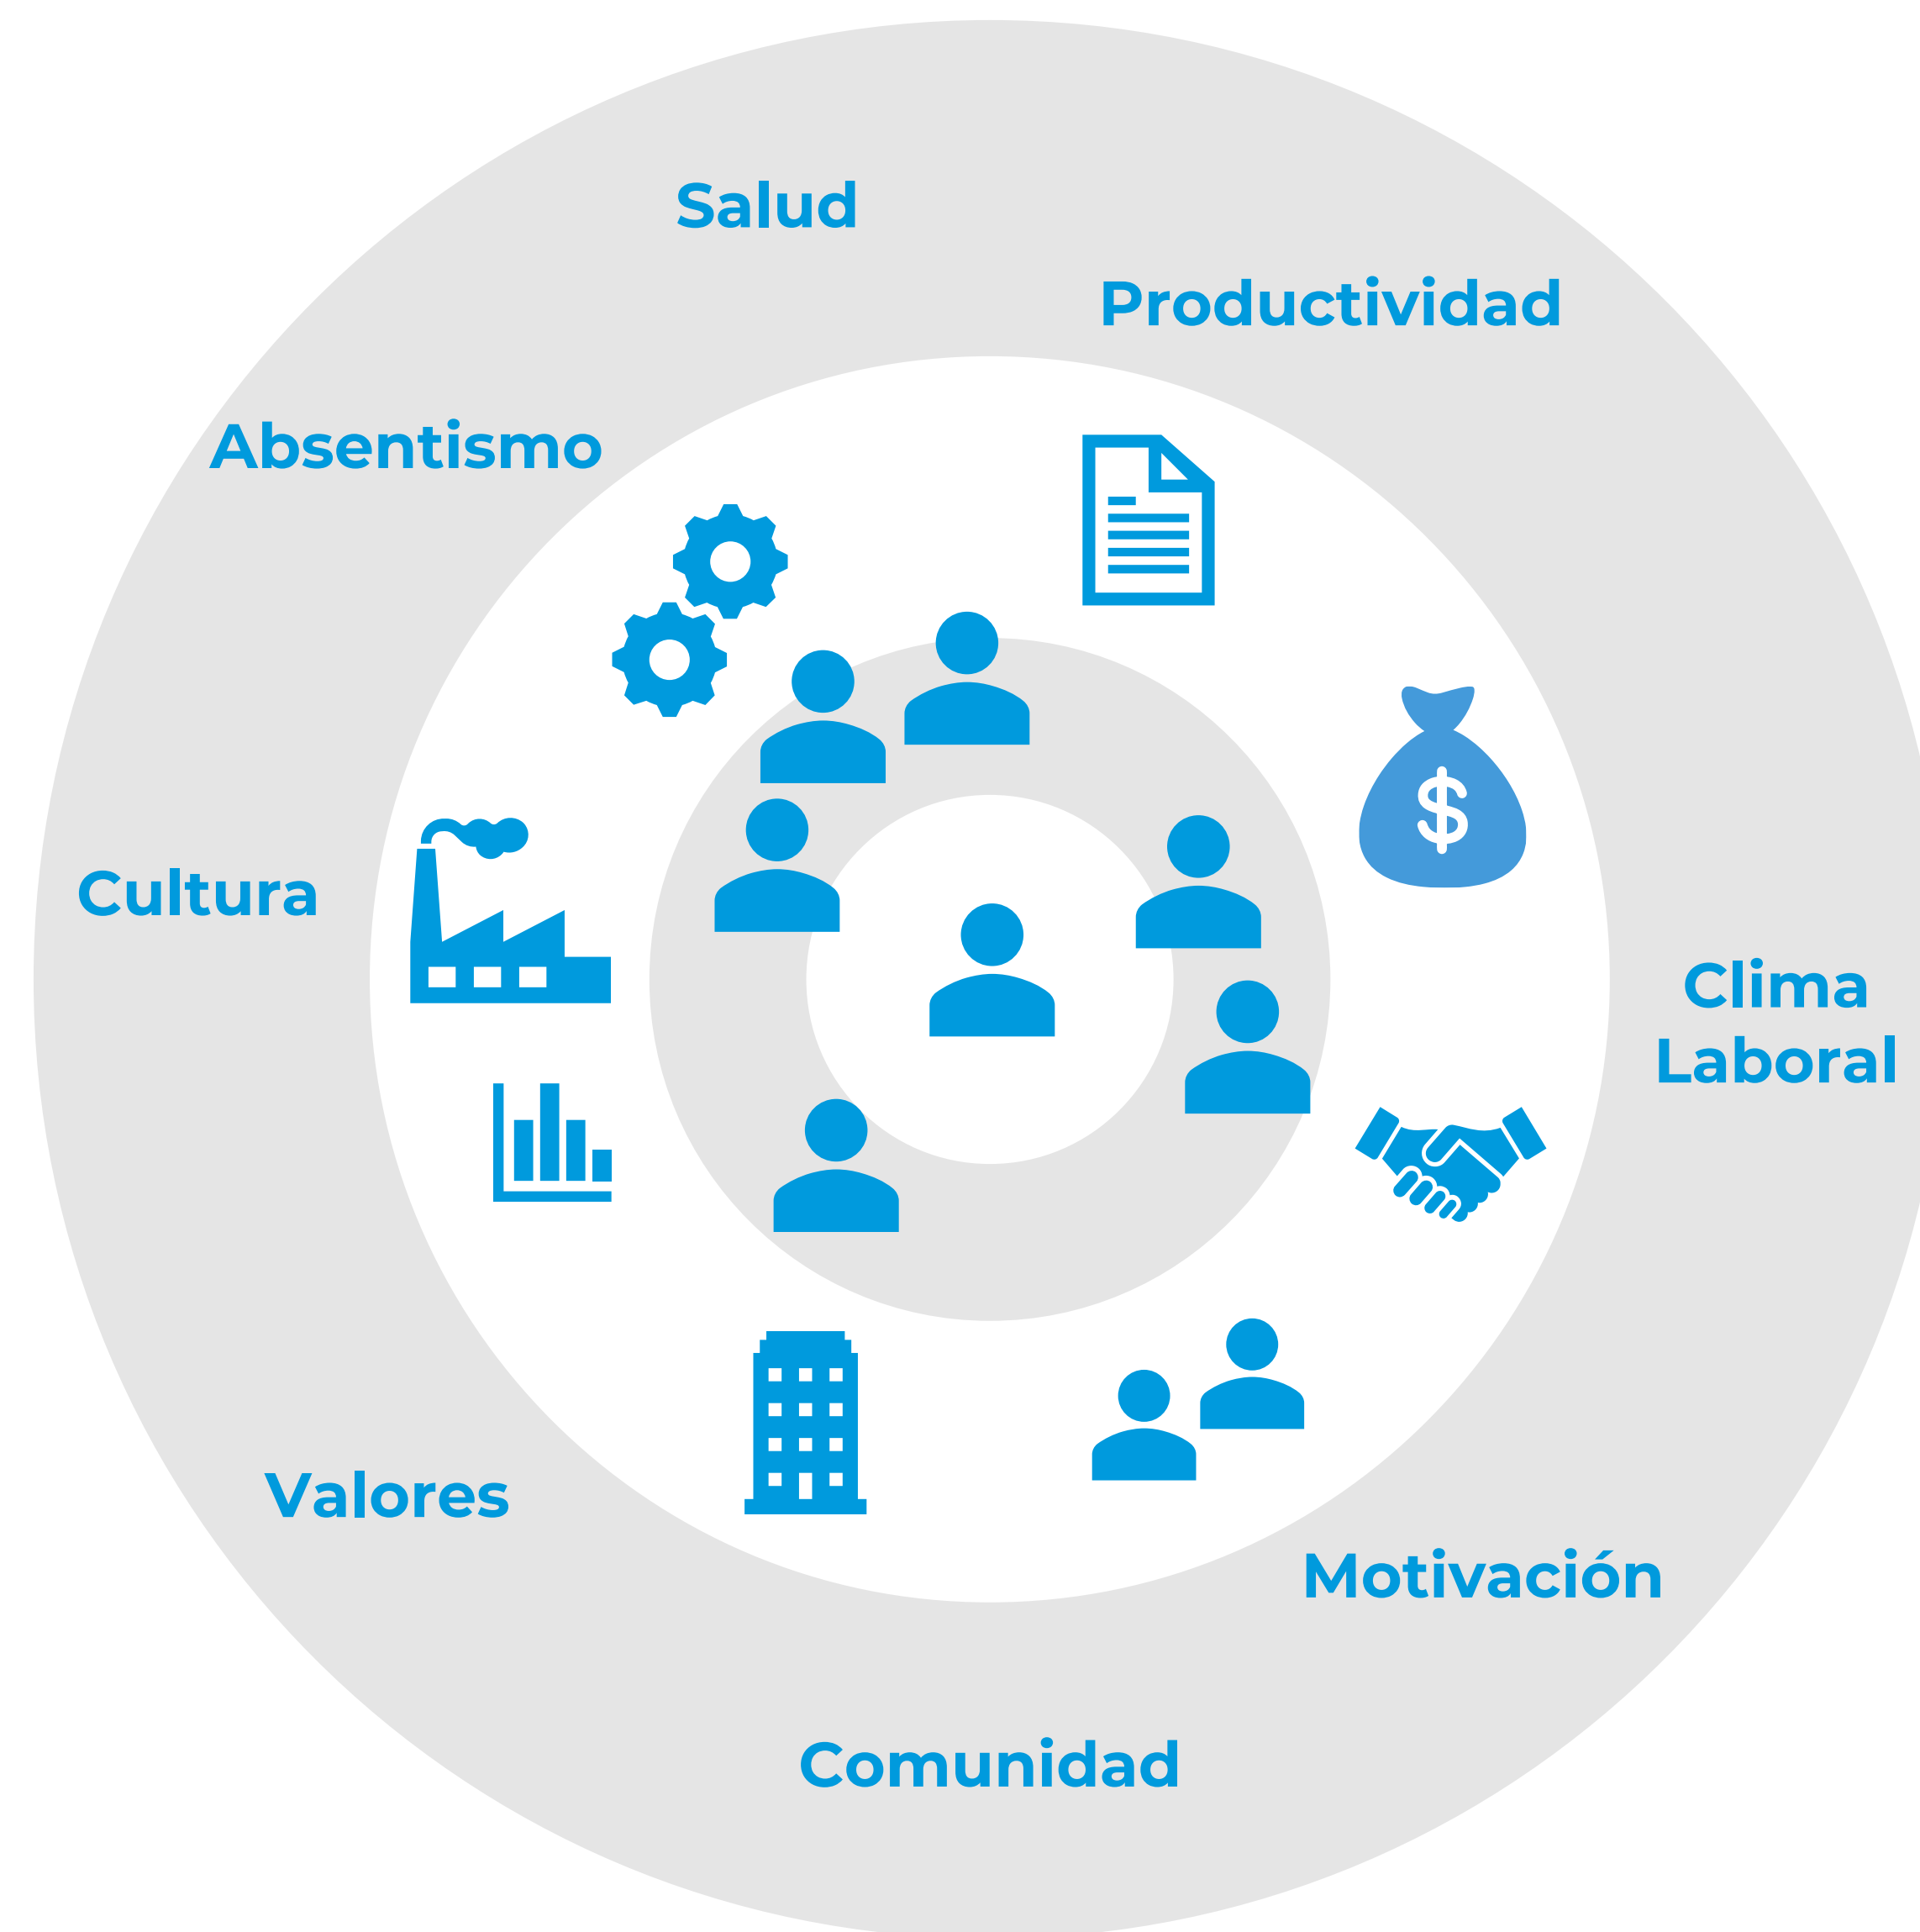 Salud
Productividad
Absentismo
$
Cultura
Clima
Laboral
Valores
Motivación
Comunidad